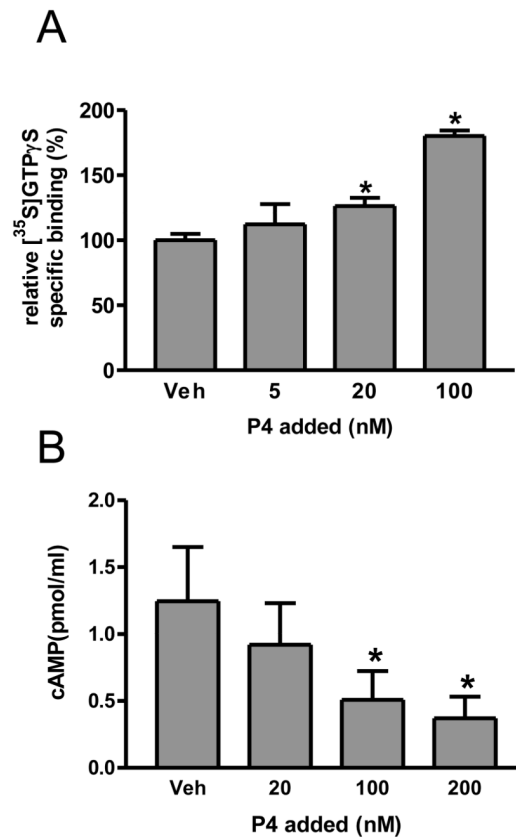 A
relative [³⁵S]GTPγS
specific binding (%)
200
150
100
50
0
*
*
Veh 5 20 100
P4 added (nM)
B
cAMP(pmol/ml)
2.0
1.5
1.0
0.5
0.0
*
*
Veh 20 100 200
P4 added (nM)